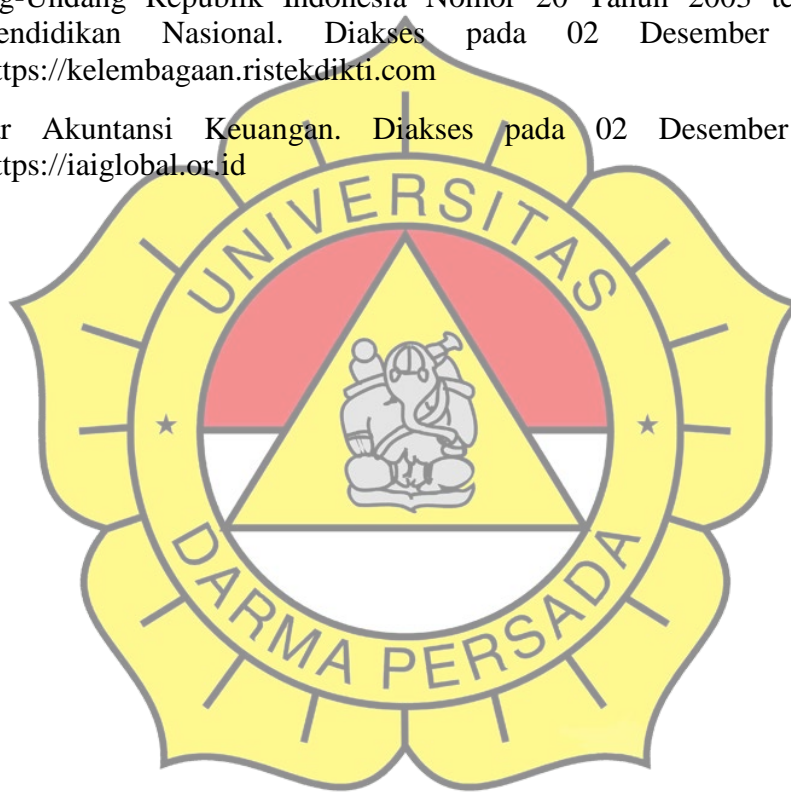 g-Undang Republik Indonesia Nomor 20 Tahun 2003 te
endidikan Nasional. Diakses pada 02 Desember
ttps://kelembagaan.ristekdikti.com
ar Akuntansi Keuangan. Diakses pada 02 Desember
ttps://iaiglobal.or.id
UNIVERSITAS
DARMA PERSADA